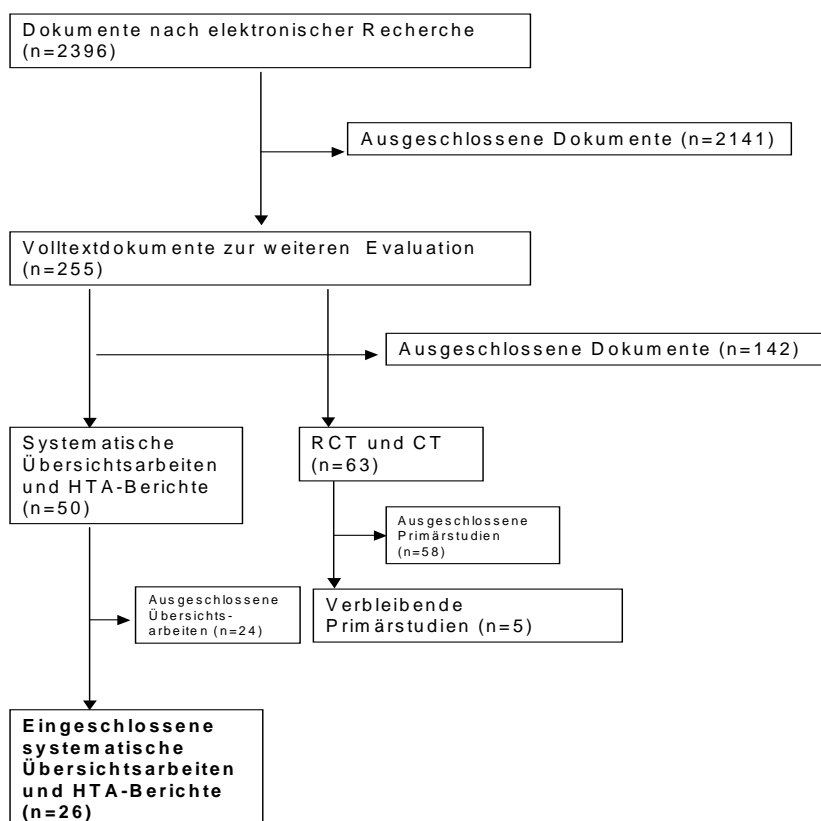 Dokumente nach elektronischer Recherche
(n=2396)
Ausgeschlossene Dokumente (n=2141)
Volltextdokumente zur weiteren Evaluation
(n=255)
Ausgeschlossene Dokumente (n=142)
Systematische
Übersichtsarbeiten
und HTA-Berichte
(n=50)
RCT und CT
(n=63)
Ausgeschlossene
Primärstudien
(n=58)
Ausgeschlossene
Übersichts-
arbeiten (n=24)
Verbleibende
Primärstudien (n=5)
Eingeschlossene
systematische
Übersichtsarbeiten
und HTA-Berichte
(n=26)